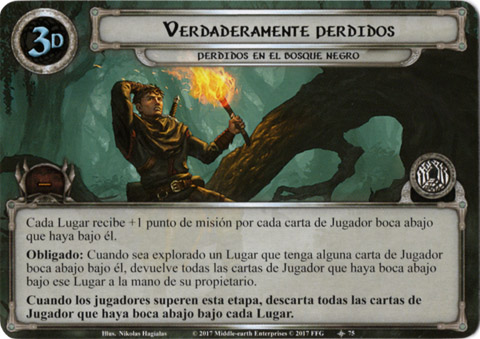 3D
VERDADERAMENTE PERDIDOS
PERDIDOS EN EL BOSQUE NEGRO
–
Cada Lugar recibe +1 punto de misión por cada carta de Jugador boca abajo
que haya bajo él.
Obligado: Cuando sea explorado un Lugar que tenga alguna carta de Jugador
boca abajo bajo él, devuelve todas las cartas de Jugador que haya boca abajo
bajo ese Lugar a la mano de su propietario.
Cuando los jugadores superen esta etapa, descarta todas las cartas de
Jugador que haya boca abajo bajo cada Lugar.
Illus. Nikolas Hagialas © 2017 Middle-earth Enterprises © 2017 FFG 75